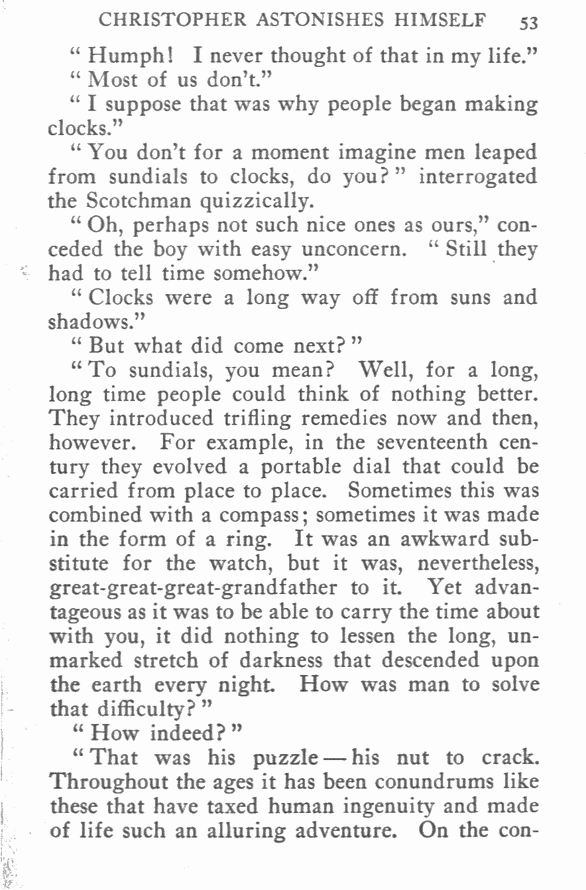 CHRISTOPHER ASTONISHES HIMSELF 53
“ Humph! I never thought of that in my life.”
“ Most of us don’t.”
“ I suppose that was why people began making
clocks.”
“ You don’t for a moment imagine men leaped
from sundials to clocks, do you? ” interrogated
the Scotchman quizzically.
“ Oh, perhaps not such nice ones as ours,” con-
ceded the boy with easy unconcern. “ Still they
had to tell time somehow.”
“ Clocks were a long way off from suns and
shadows.”
“ But what did come next? ”
“ To sundials, you mean? Well, for a long,
long time people could think of nothing better.
They introduced trifling remedies now and then,
however. For example, in the seventeenth cen-
tury they evolved a portable dial that could be
carried from place to place. Sometimes this was
combined with a compass; sometimes it was made
in the form of a ring. It was an awkward sub-
stitute for the watch, but it was, nevertheless,
great-great-great-grandfather to it. Yet advan-
tageous as it was to be able to carry the time about
with you, it did nothing to lessen the long, un-
marked stretch of darkness that descended upon
the earth every night. How was man to solve
that difficulty? ”
“ How indeed? ”
“ That was his puzzle — his nut to crack.
Throughout the ages it has been conundrums like
these that have taxed human ingenuity and made
of life such an alluring adventure. On the con-